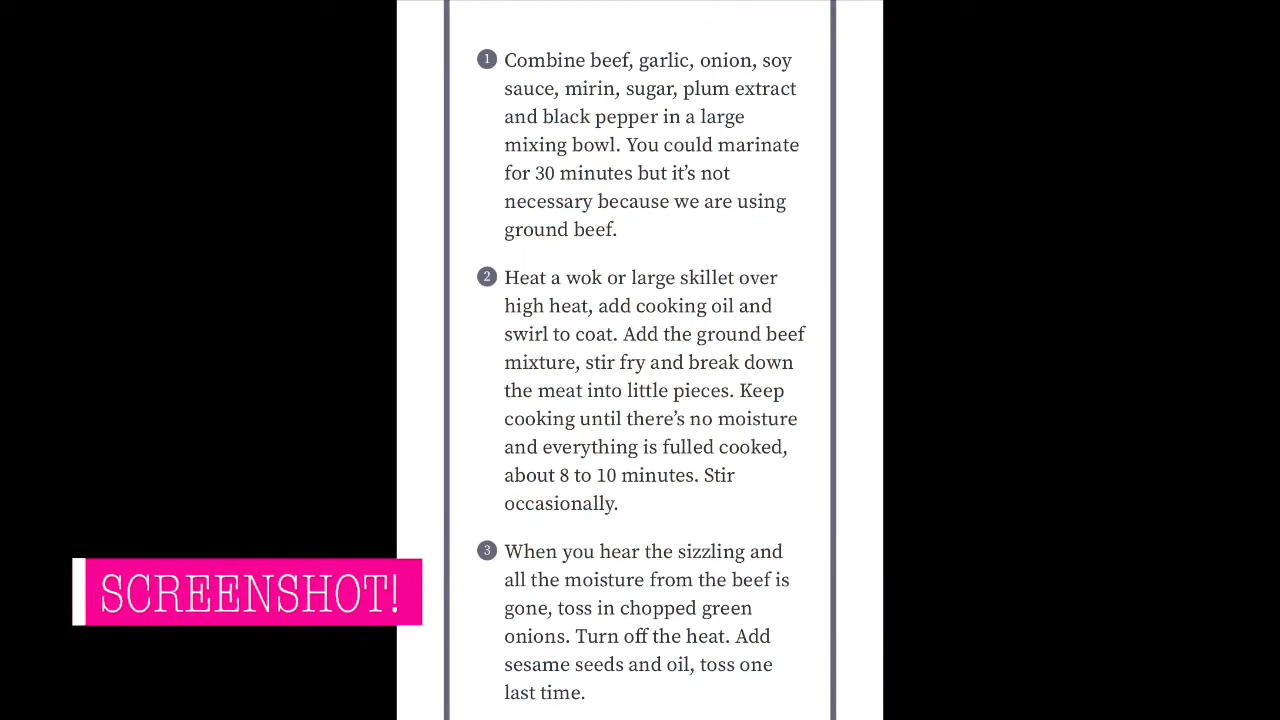 1 Combine beef, garlic, onion, soy
sauce, mirin, sugar, plum extract
and black pepper in a large
mixing bowl. You could marinate
for 30 minutes but it's not
necessary because we are using
ground beef.
2 Heat a wok or large skillet over
high heat, add cooking oil and
swirl to coat. Add the ground beef
mixture, stir fry and break down
the meat into little pieces. Keep
cooking until there's no moisture
and everything is fulled cooked,
about 8 to 10 minutes. Stir
occasionally.
3 When you hear the sizzling and
all the moisture from the beef is
gone, toss in chopped green
onions. Turn off the heat. Add
sesame seeds and oil, toss one
last time.
SCREENSHOT!